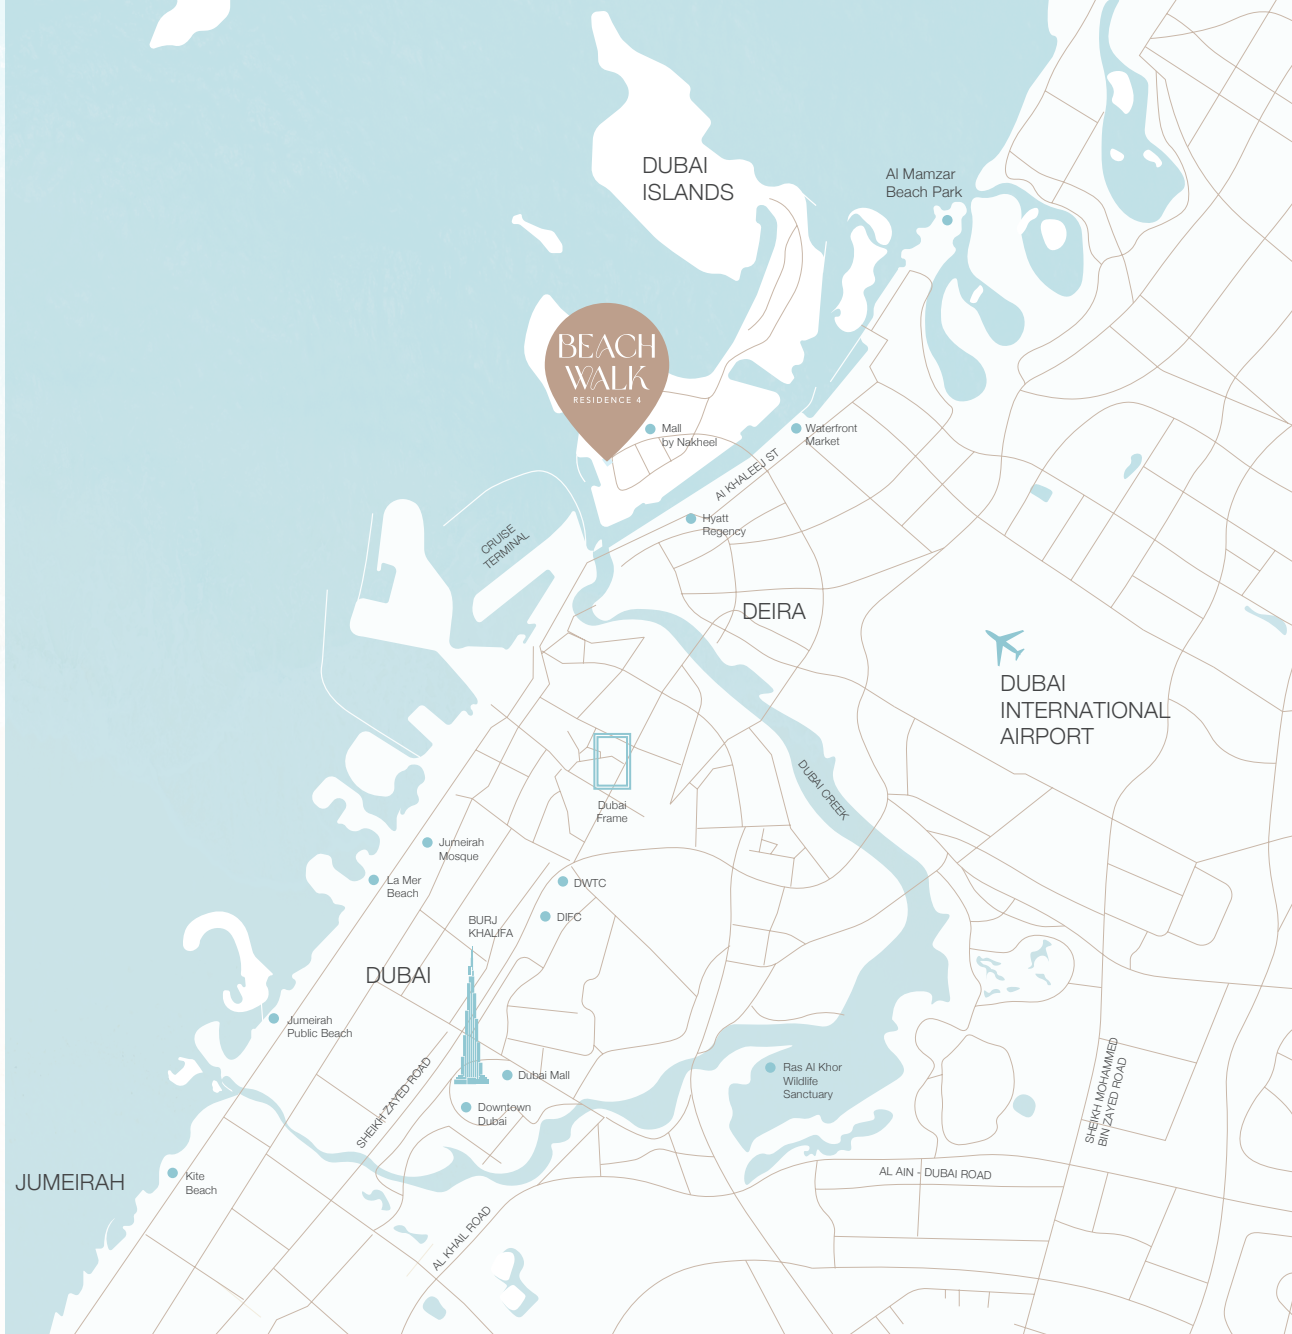 DUBAI
ISLANDS
Al Mamzar
Beach Park
BEACH
WALK
RESIDENCE 4
Mall
by Nakheel
Waterfront
Market
Al KHALEEJ ST
Hyatt
Regency
CRUISE
TERMINAL
DEIRA
DUBAI
INTERNATIONAL
AIRPORT
DUBAI CREEK
Dubai
Frame
Jumeirah
Mosque
La Mer
Beach
DWTC
DIFC
BURJ
KHALIFA
DUBAI
Jumeirah
Public Beach
SHEIKH ZAYED ROAD
Dubai Mall
Downtown
Dubai
Ras Al Khor
Wildlife
Sanctuary
SHEIKH MOHAMMED
BIN ZAYED ROAD
JUMEIRAH
Kite
Beach
AL AIN - DUBAI ROAD
AL KHAIL ROAD